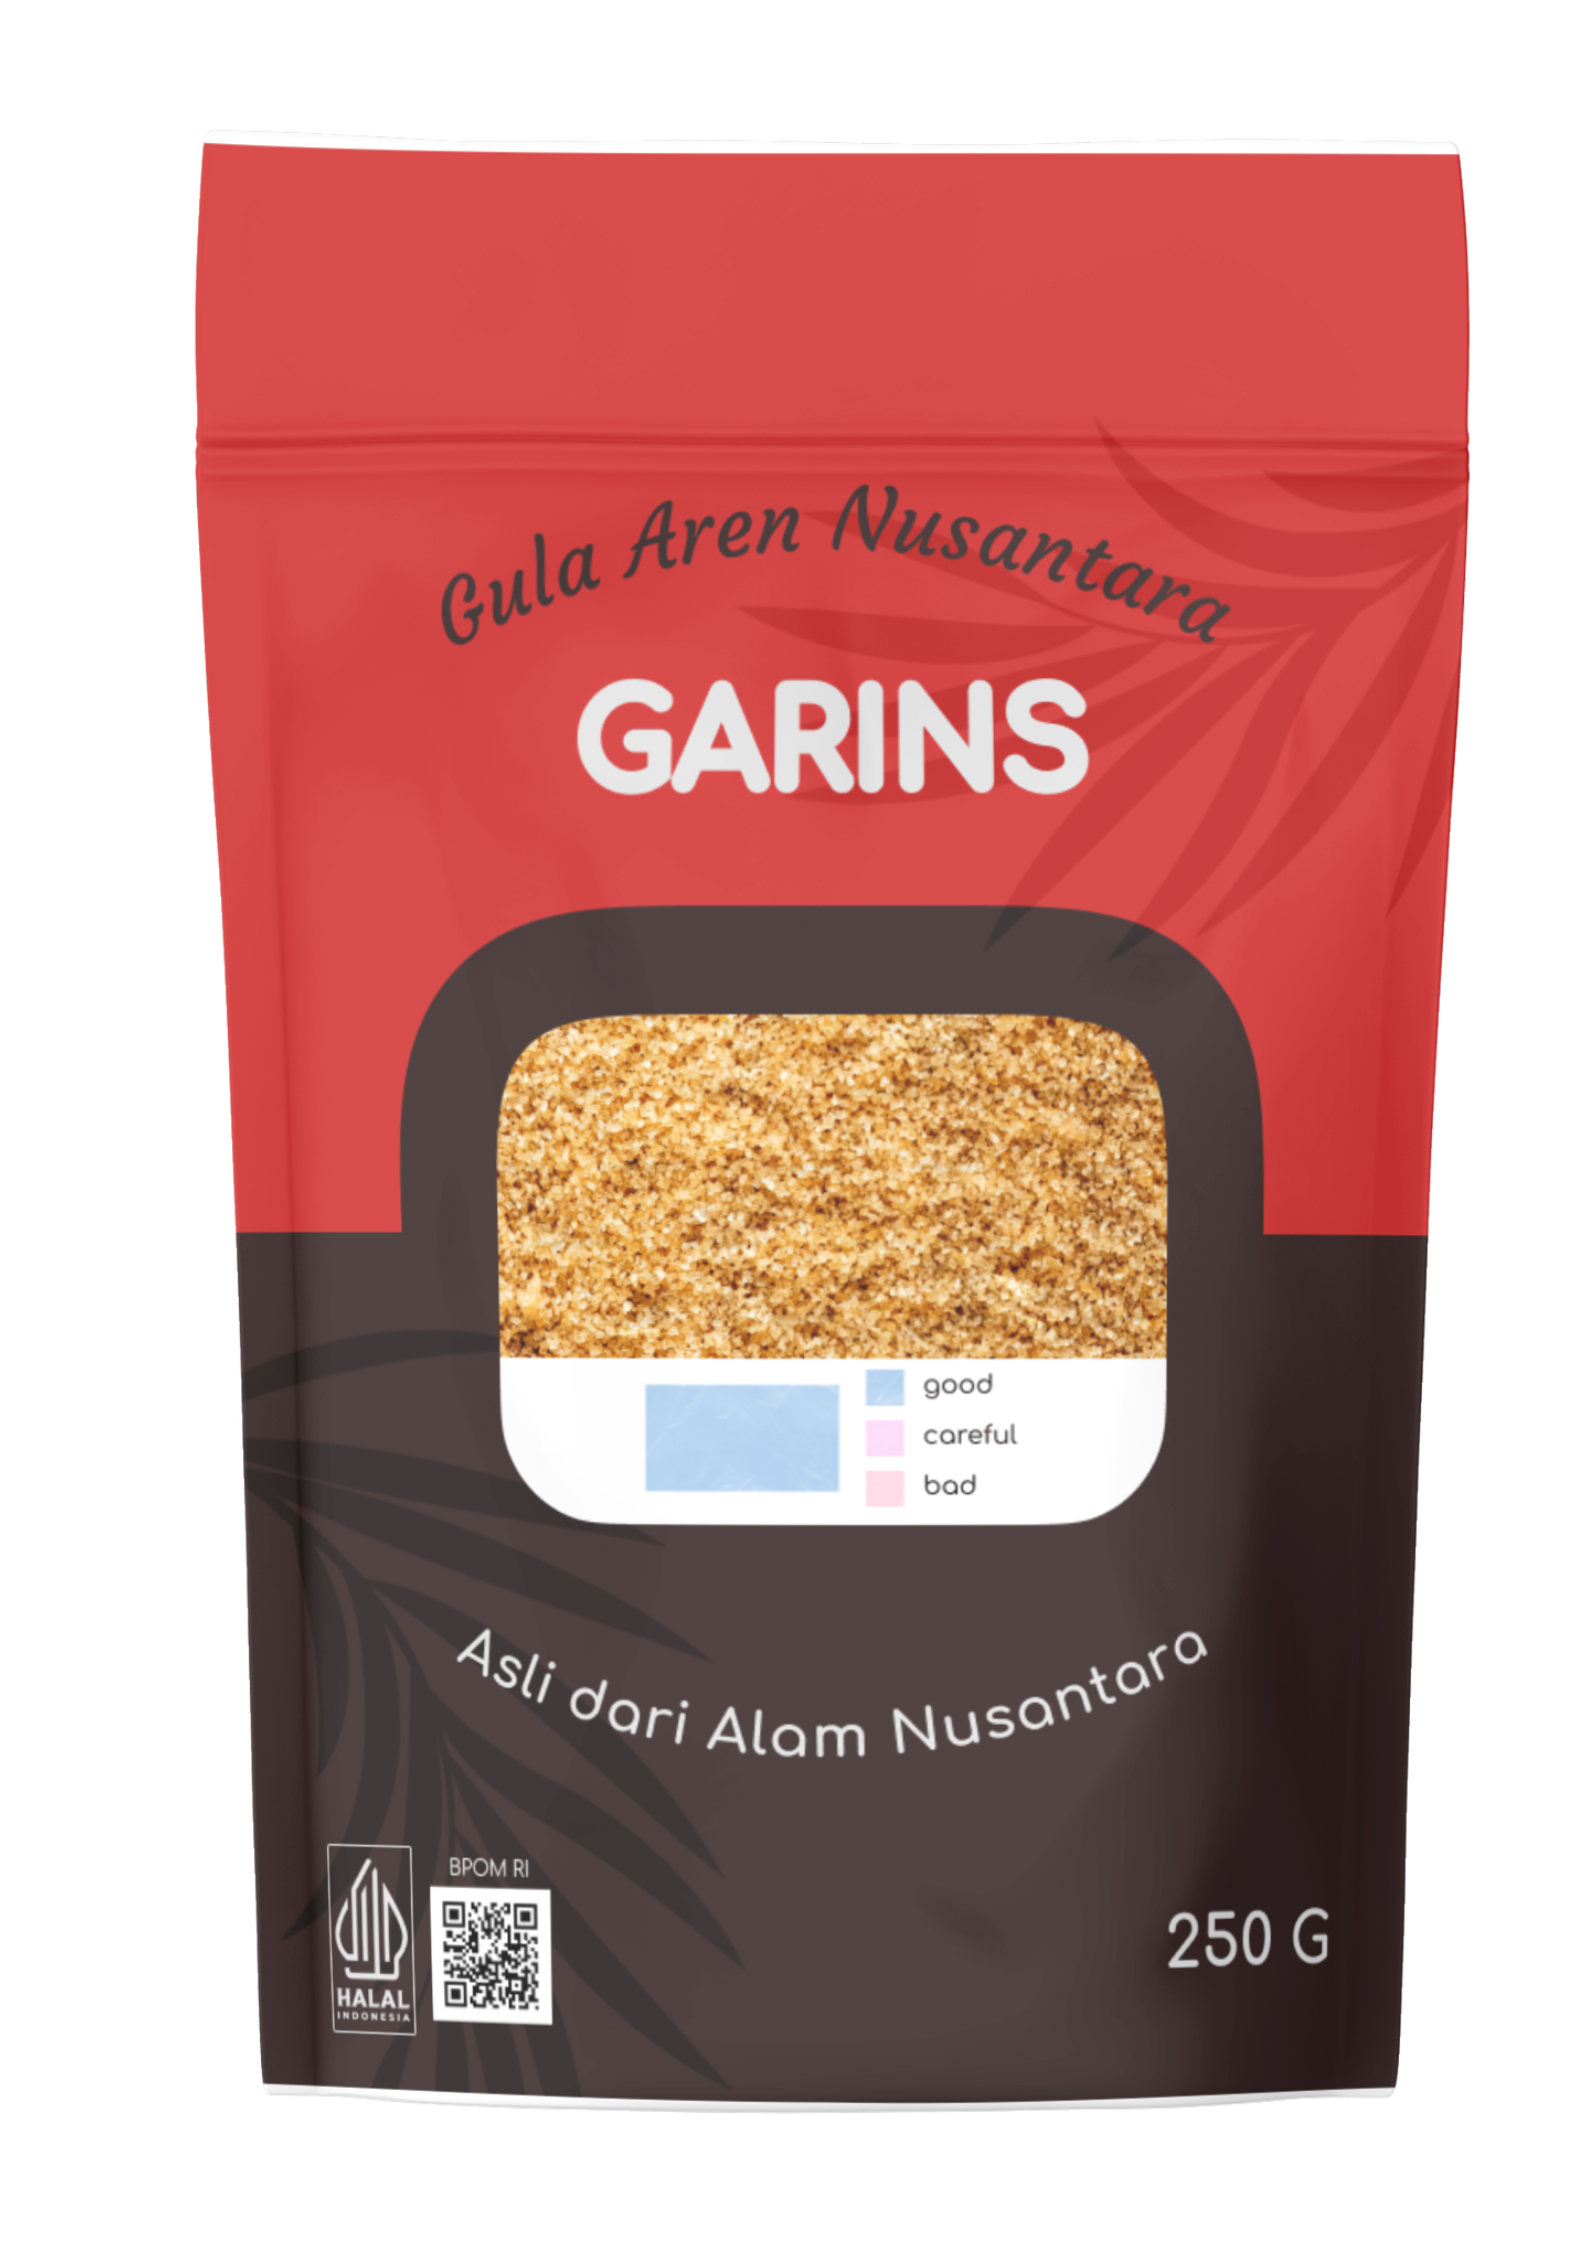 Gula Aren Nusantara
GARINS
good
careful
bad
Asli dari Alam Nusantara
BPOM RI
HALAL
INDONESIA
250 G